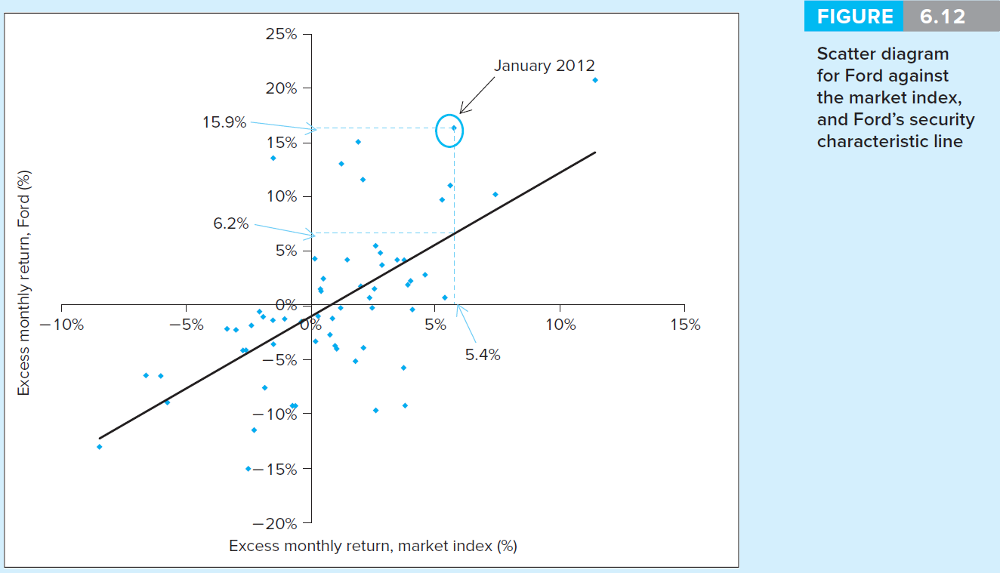 FIGURE 6.12
Scatter diagram
for Ford against
the market index,
and Ford’s security
characteristic line
Excess monthly return, Ford (%)
25%
January 2012
20%
15.9%
15%
10%
6.2%
5%
0%
−10%
−5%
0%
5%
10%
15%
5.4%
−5%
−10%
−15%
−20%
Excess monthly return, market index (%)